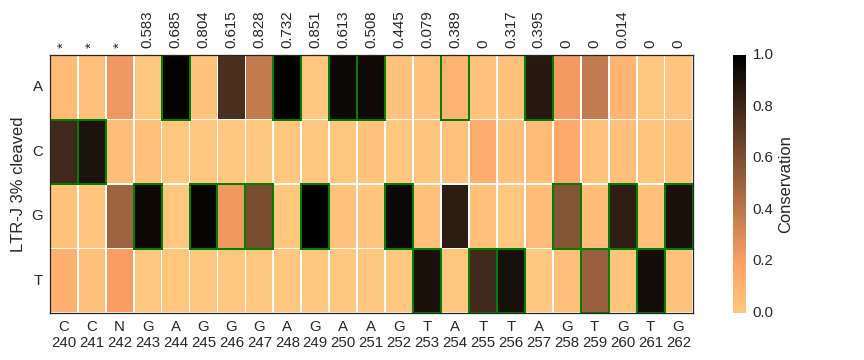 * * * 0.583 0.685 0.804 0.615 0.828 0.732 0.851 0.613 0.508 0.445 0.079 0.389 0 0.317 0.395 0 0 0.014 0 0
LTR-J 3% cleaved
A
C
G
T
C C N G A G G G A G A A G T A T T A G T G T G
240 241 242 243 244 245 246 247 248 249 250 251 252 253 254 255 256 257 258 259 260 261 262
1.0
0.8
0.6
0.4
0.2
0.0
Conservation